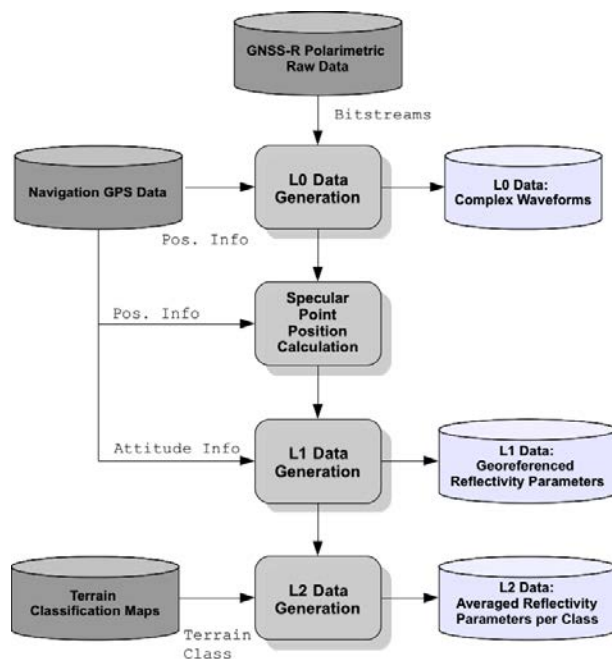 GNSS-R Polarimetric
Raw Data
Bitstreams
Navigation GPS Data
L0 Data
Generation
L0 Data:
Complex Waveforms
Pos. Info
Pos. Info
Specular
Point
Position
Calculation
Attitude Info
L1 Data
Generation
L1 Data:
Georeferenced
Reflectivity Parameters
Terrain
Classification Maps
Terrain
Class
L2 Data
Generation
L2 Data:
Averaged Reflectivity
Parameters per Class